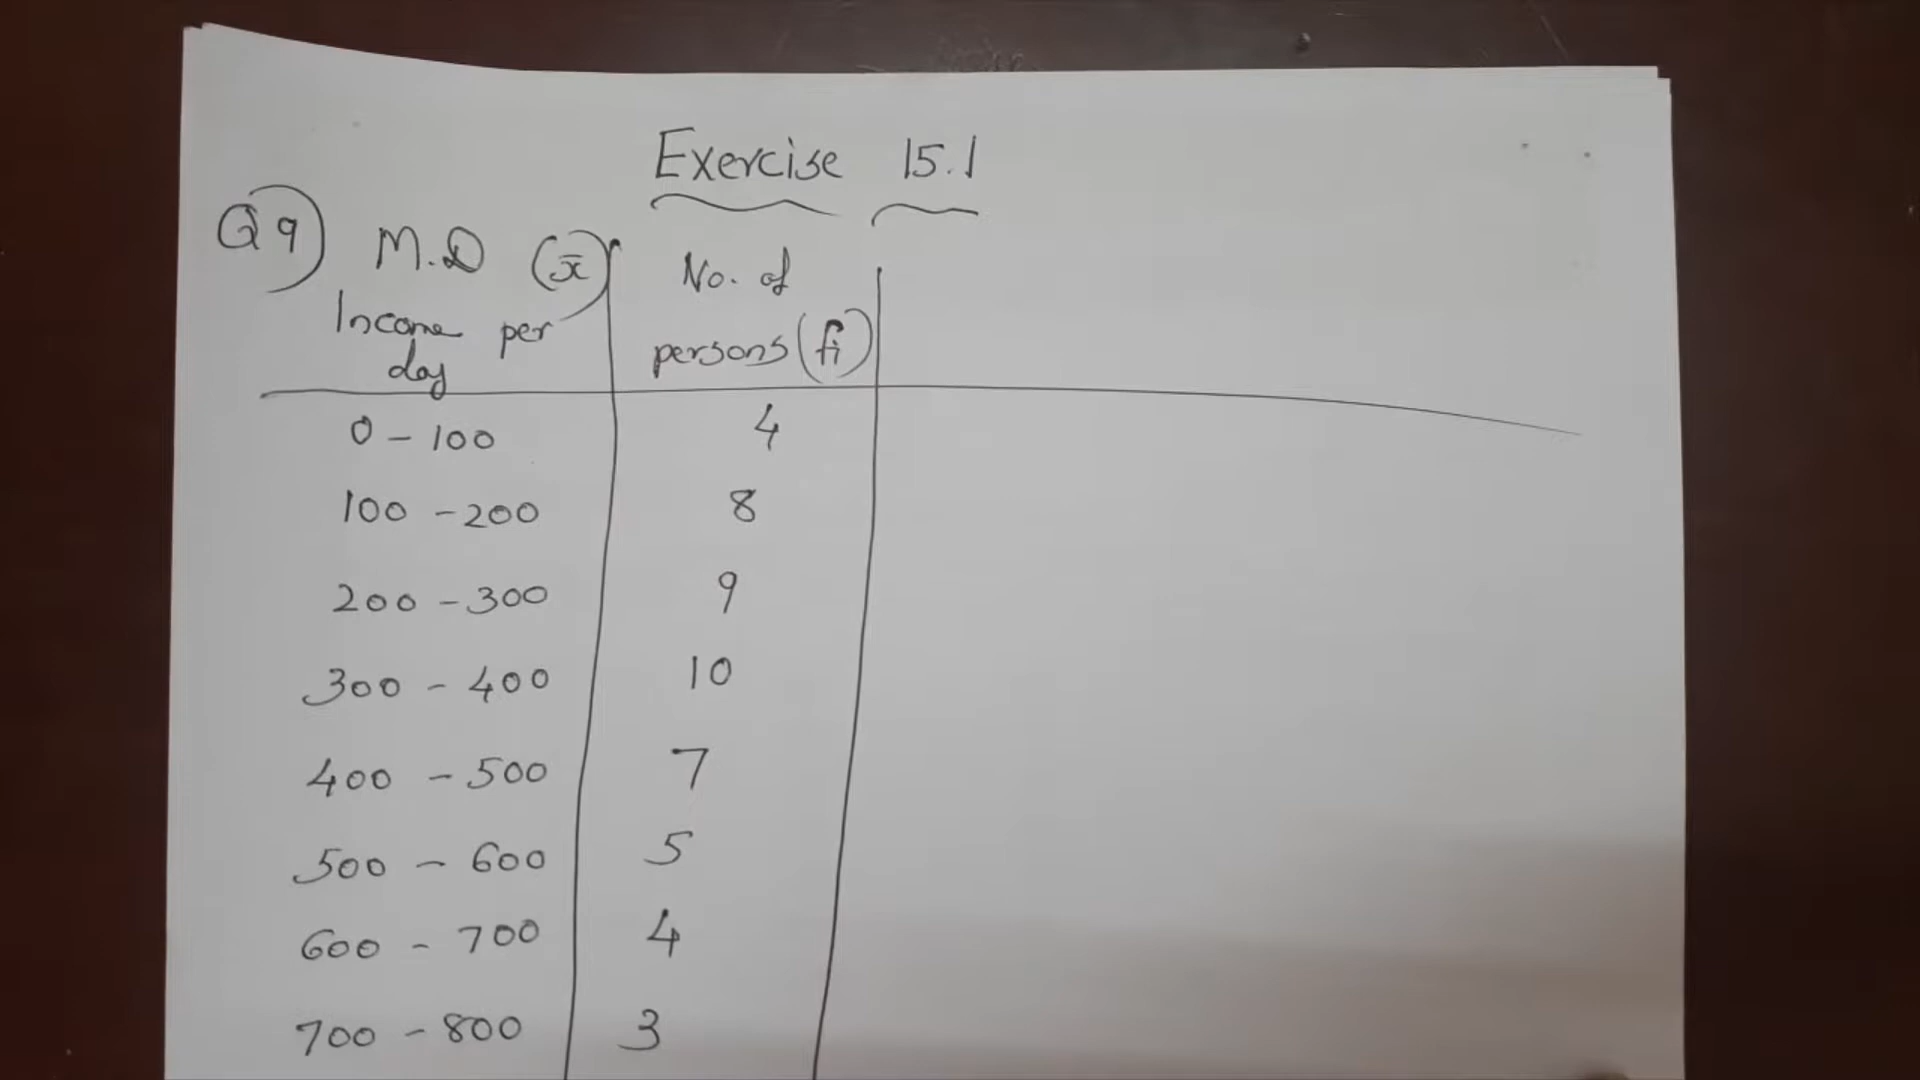 Exercise 15.1
Q9) M.D (x̄)
Income per day
No. of persons (fi)
0 - 100 4
100 - 200 8
200 - 300 9
300 - 400 10
400 - 500 7
500 - 600 5
600 - 700 4
700 - 800 3